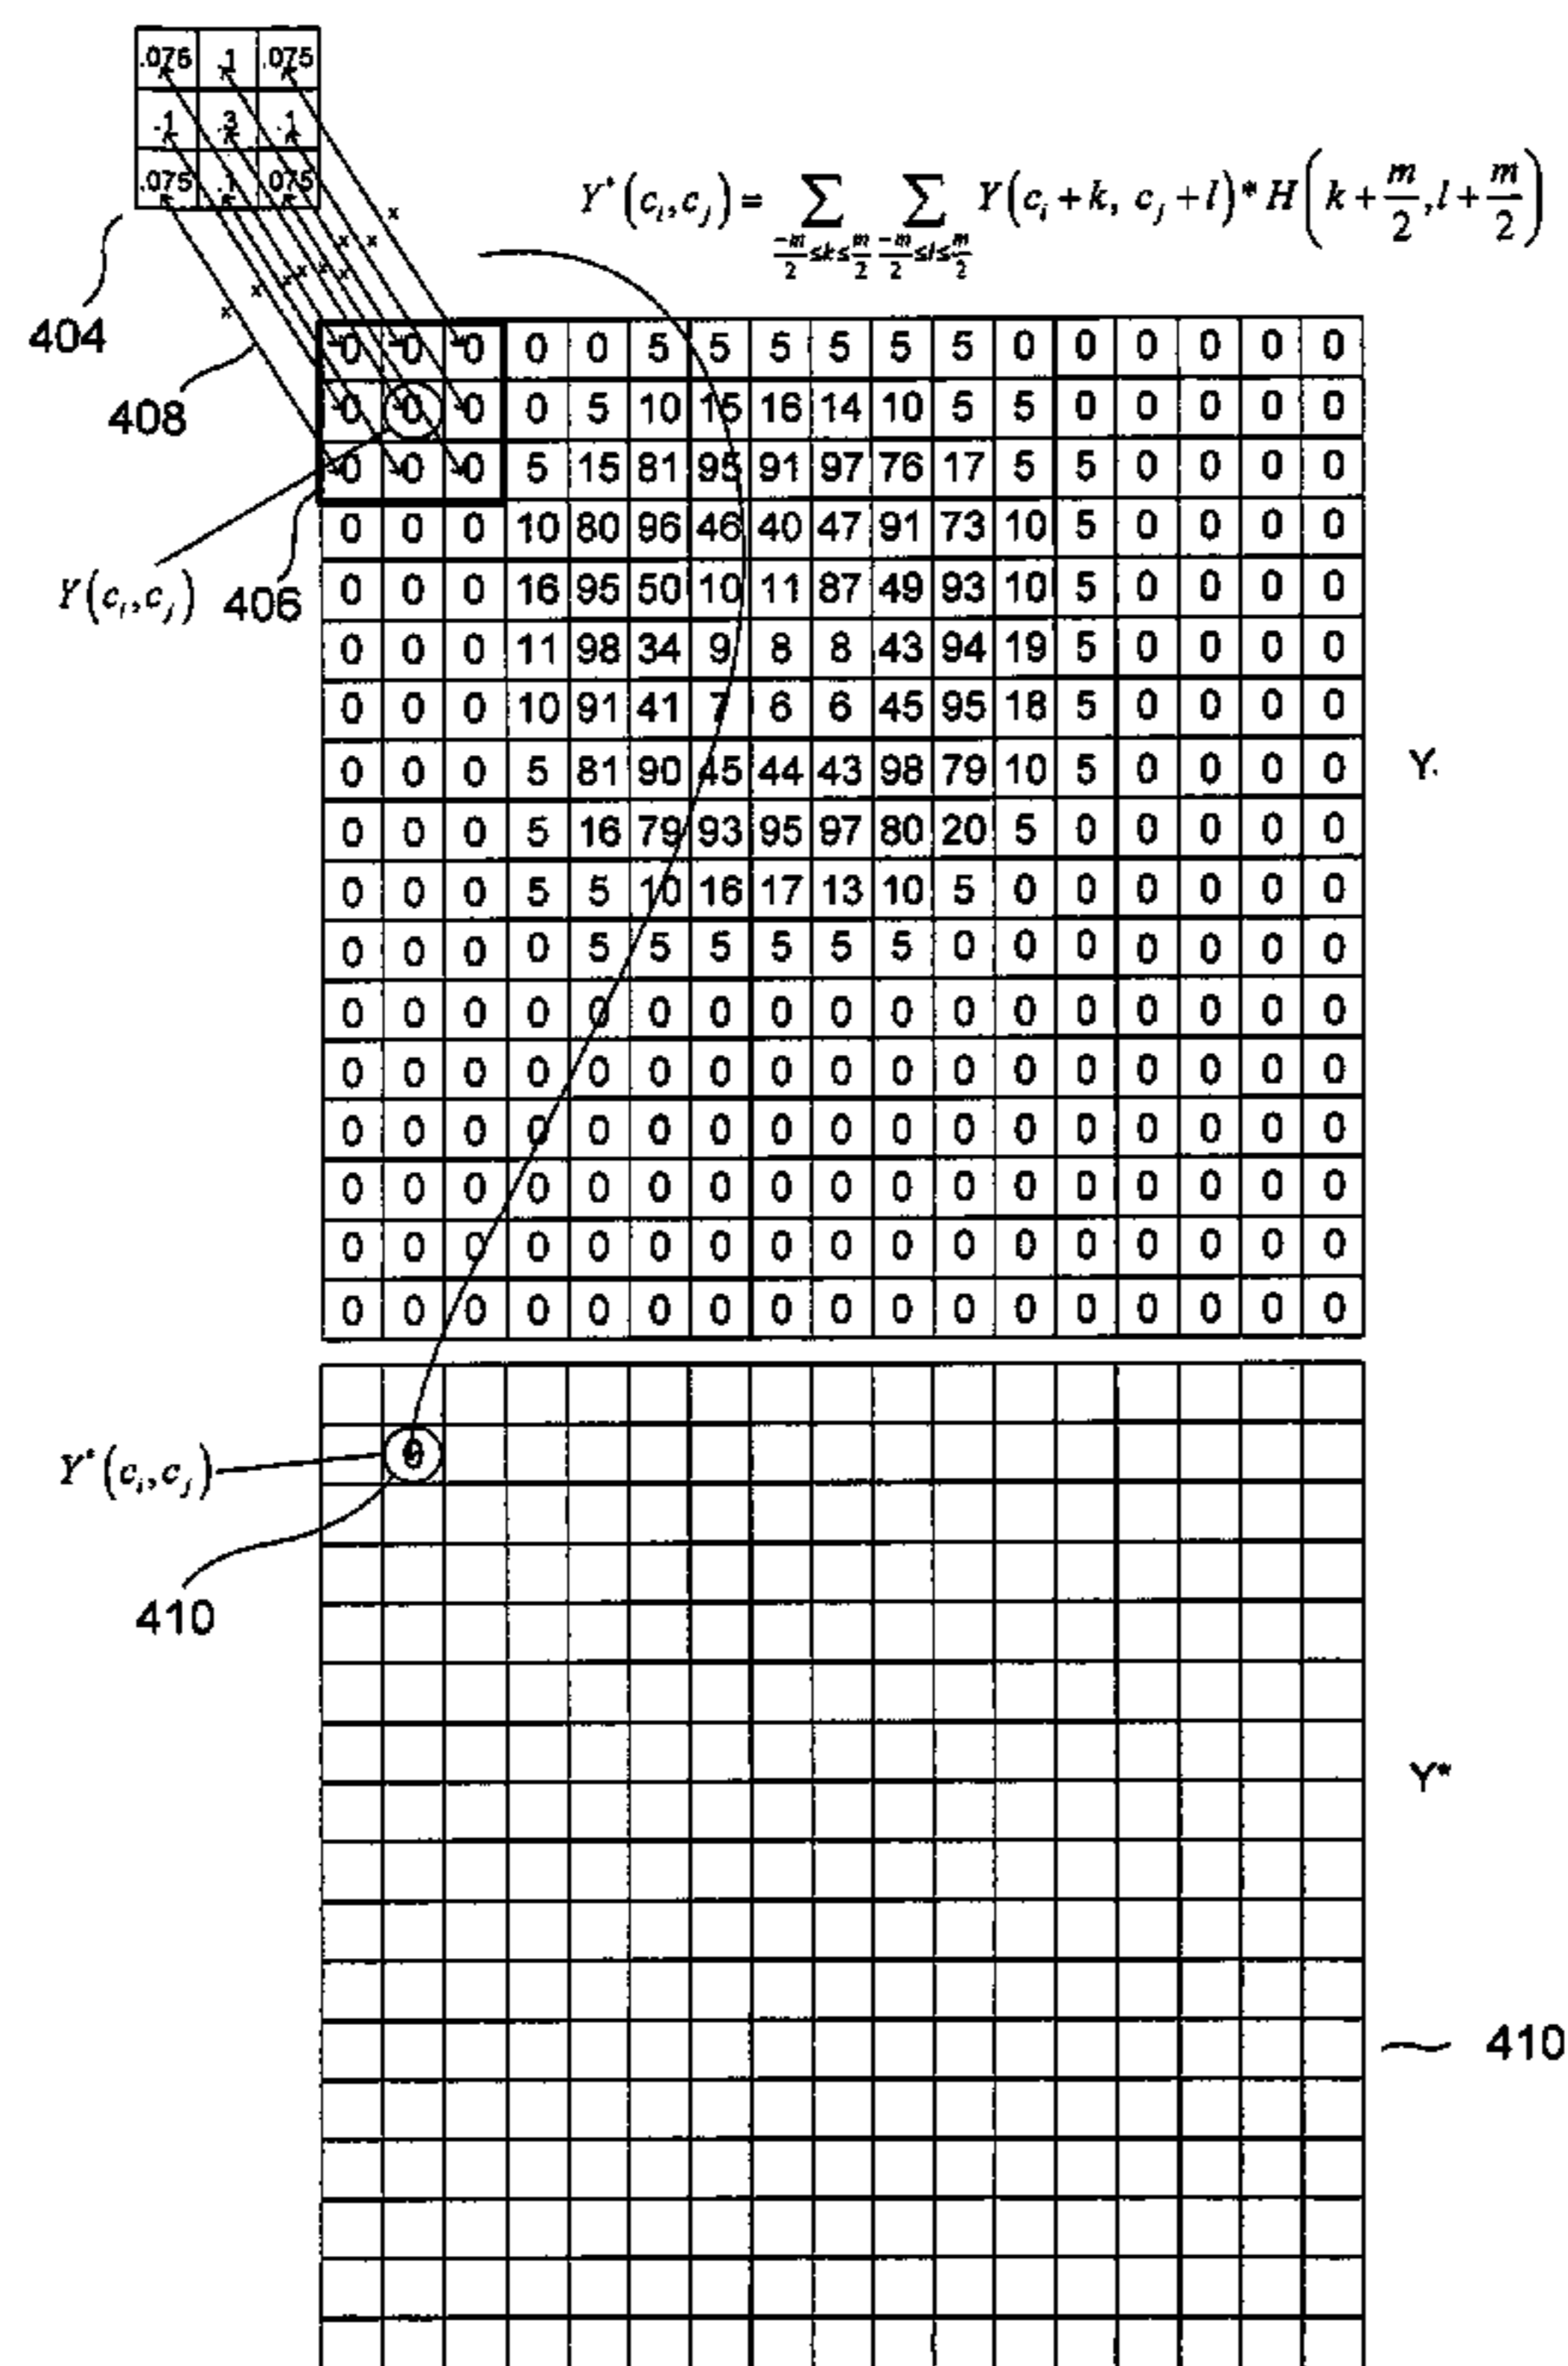 .075 .1 .075
.1 .3 .1
.075 .1 .075
404
408
Y*(c_i, c_j) = ∑_{-m/2≤k≤m/2} ∑_{-m/2≤l≤m/2} Y(c_i + k, c_j + l) * H(k + m/2, l + m/2)
x x x x x x x x x
0 0 0 0 0 5 5 5 5 5 5 0 0 0 0 0 0
0 0 0 0 5 10 15 16 14 10 5 5 0 0 0 0 0
0 0 0 5 15 81 95 91 97 76 17 5 5 0 0 0 0
0 0 0 10 80 96 46 40 47 91 73 10 5 0 0 0 0
Y(c_i, c_j) 406
0 0 0 16 95 50 10 11 87 49 93 10 5 0 0 0 0
0 0 0 11 98 34 9 8 8 43 94 19 5 0 0 0 0
0 0 0 10 91 41 7 6 6 45 95 18 5 0 0 0 0
0 0 0 5 81 90 45 44 43 98 79 10 5 0 0 0 0
Y
0 0 0 5 16 79 93 95 97 80 20 5 0 0 0 0 0
0 0 0 5 5 10 16 17 13 10 5 0 0 0 0 0 0
0 0 0 0 5 5 5 5 5 5 0 0 0 0 0 0 0
0 0 0 0 0 0 0 0 0 0 0 0 0 0 0 0 0
0 0 0 0 0 0 0 0 0 0 0 0 0 0 0 0 0
0 0 0 0 0 0 0 0 0 0 0 0 0 0 0 0 0
0 0 0 0 0 0 0 0 0 0 0 0 0 0 0 0 0
0 0 0 0 0 0 0 0 0 0 0 0 0 0 0 0 0
0 0 0 0 0 0 0 0 0 0 0 0 0 0 0 0 0
Y*(c_i, c_j)
0
410
Y*
410